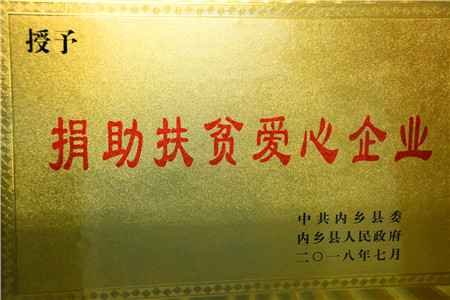 授予
捐助扶贫爱心企业
中共内乡县委
内乡县人民政府
二〇一八年七月